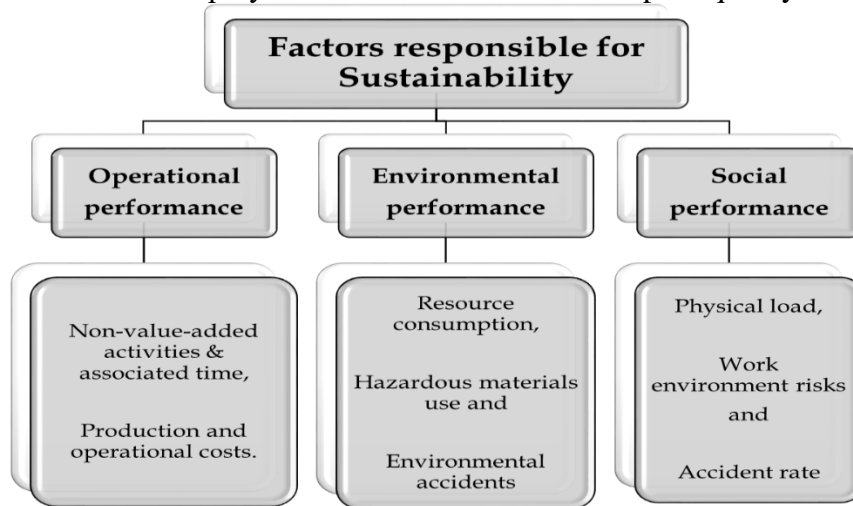 Factors responsible for
Sustainability
Operational
performance
Environmental
performance
Social
performance
Non-value-added
activities &
associated time,
Production and
operational costs.
Resource
consumption,
Hazardous materials
use and
Environmental
accidents
Physical load,
Work
environment risks
and
Accident rate